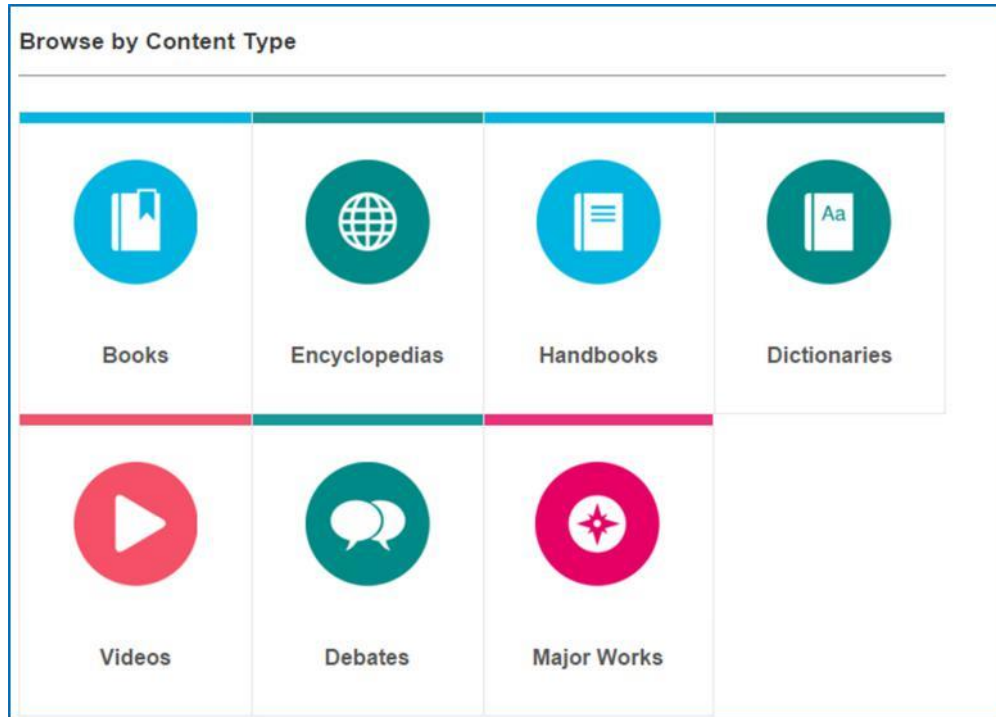 Browse by Content Type
Aa
Books
Encyclopedias
Handbooks
Dictionaries
Videos
Debates
Major Works